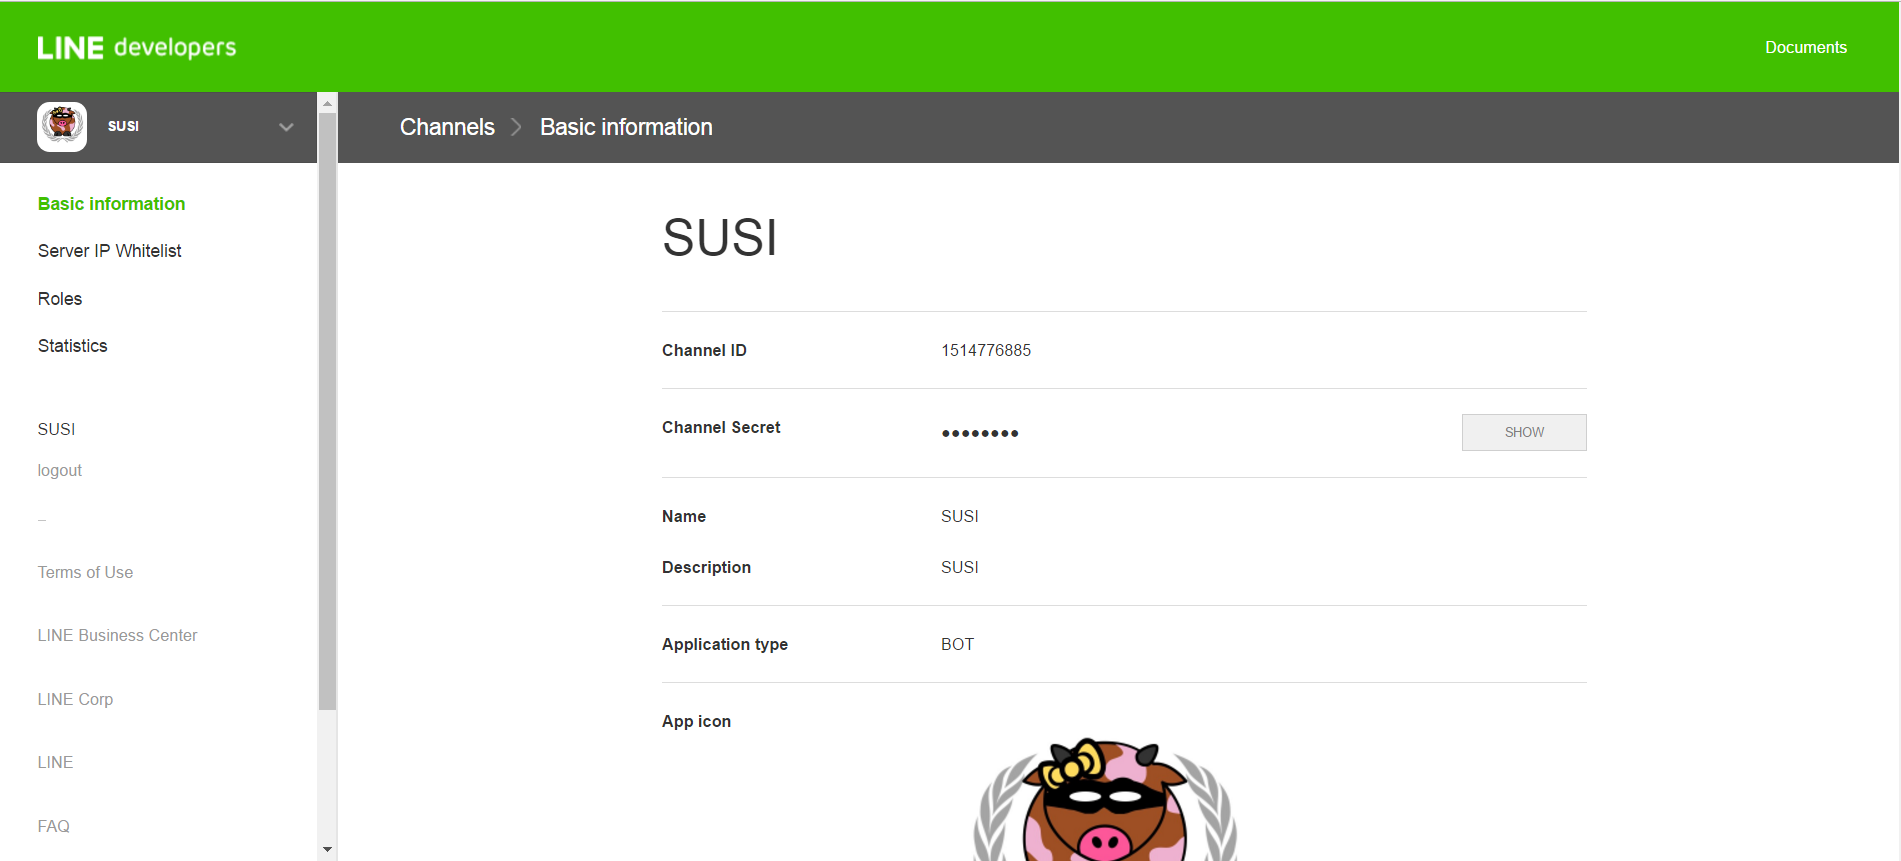 LINE developers
Documents
SUSI
Channels
Basic information
Basic information
Server IP Whitelist
Roles
Statistics
SUSI
logout
–
Terms of Use
LINE Business Center
LINE Corp
LINE
FAQ
SUSI
Channel ID 1514776885
Channel Secret ●●●●●●●● SHOW
Name SUSI
Description SUSI
Application type BOT
App icon